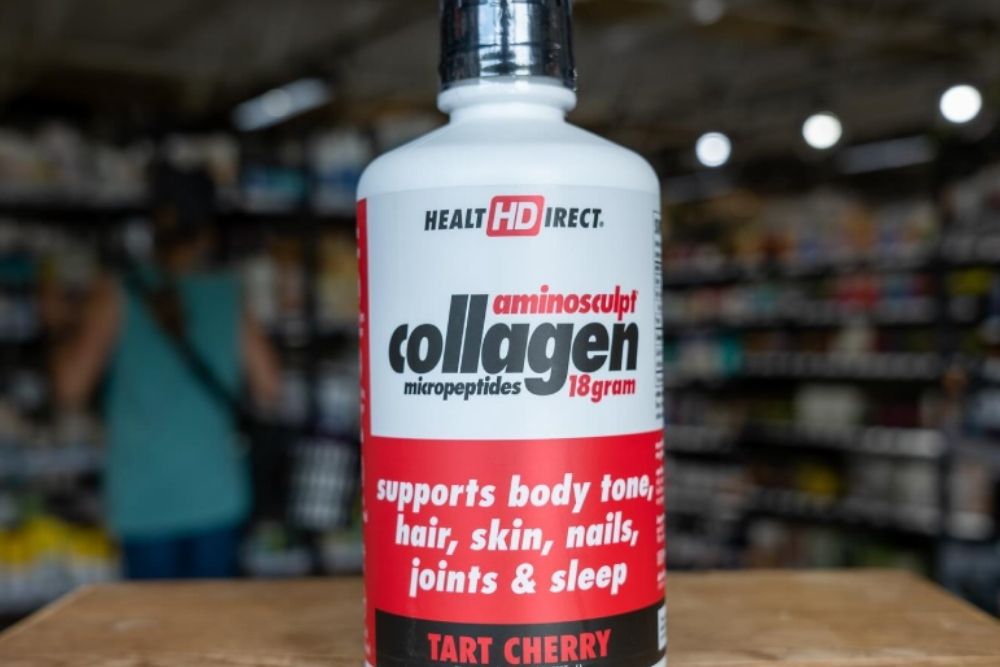 HEALTHDIRECT.
aminosculpt
collagen
micropeptides 18gram
supports body tone,
hair, skin, nails,
joints & sleep
TART CHERRY